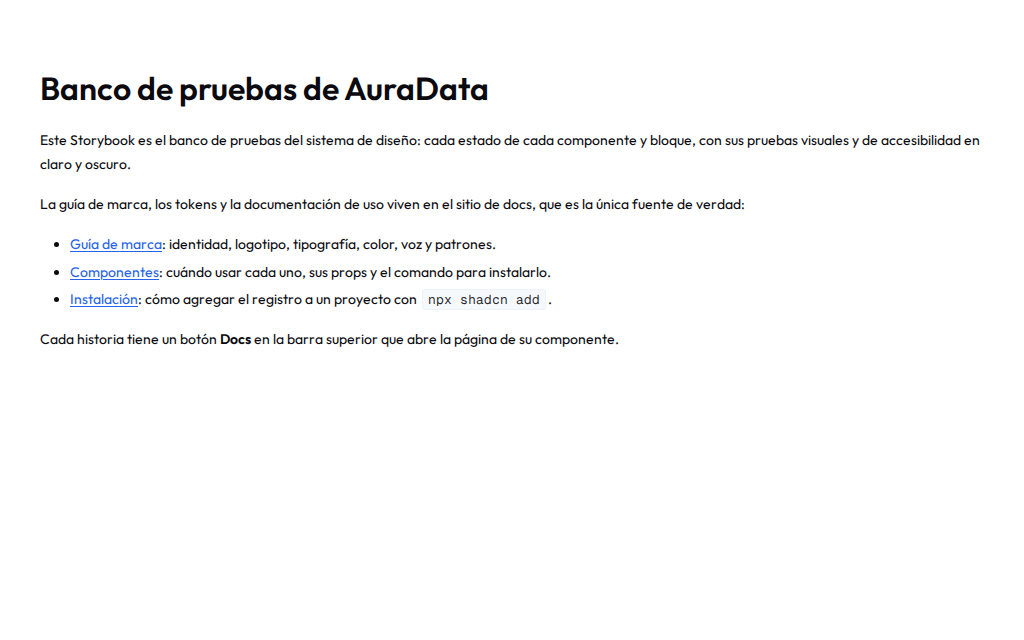 Banco de pruebas de AuraData
Este Storybook es el banco de pruebas del sistema de diseño: cada estado de cada componente y bloque, con sus pruebas visuales y de accesibilidad en
claro y oscuro.
La guía de marca, los tokens y la documentación de uso viven en el sitio de docs, que es la única fuente de verdad:
Guía de marca: identidad, logotipo, tipografía, color, voz y patrones.
Componentes: cuándo usar cada uno, sus props y el comando para instalarlo.
Instalación: cómo agregar el registro a un proyecto con npx shadcn add .
Cada historia tiene un botón Docs en la barra superior que abre la página de su componente.